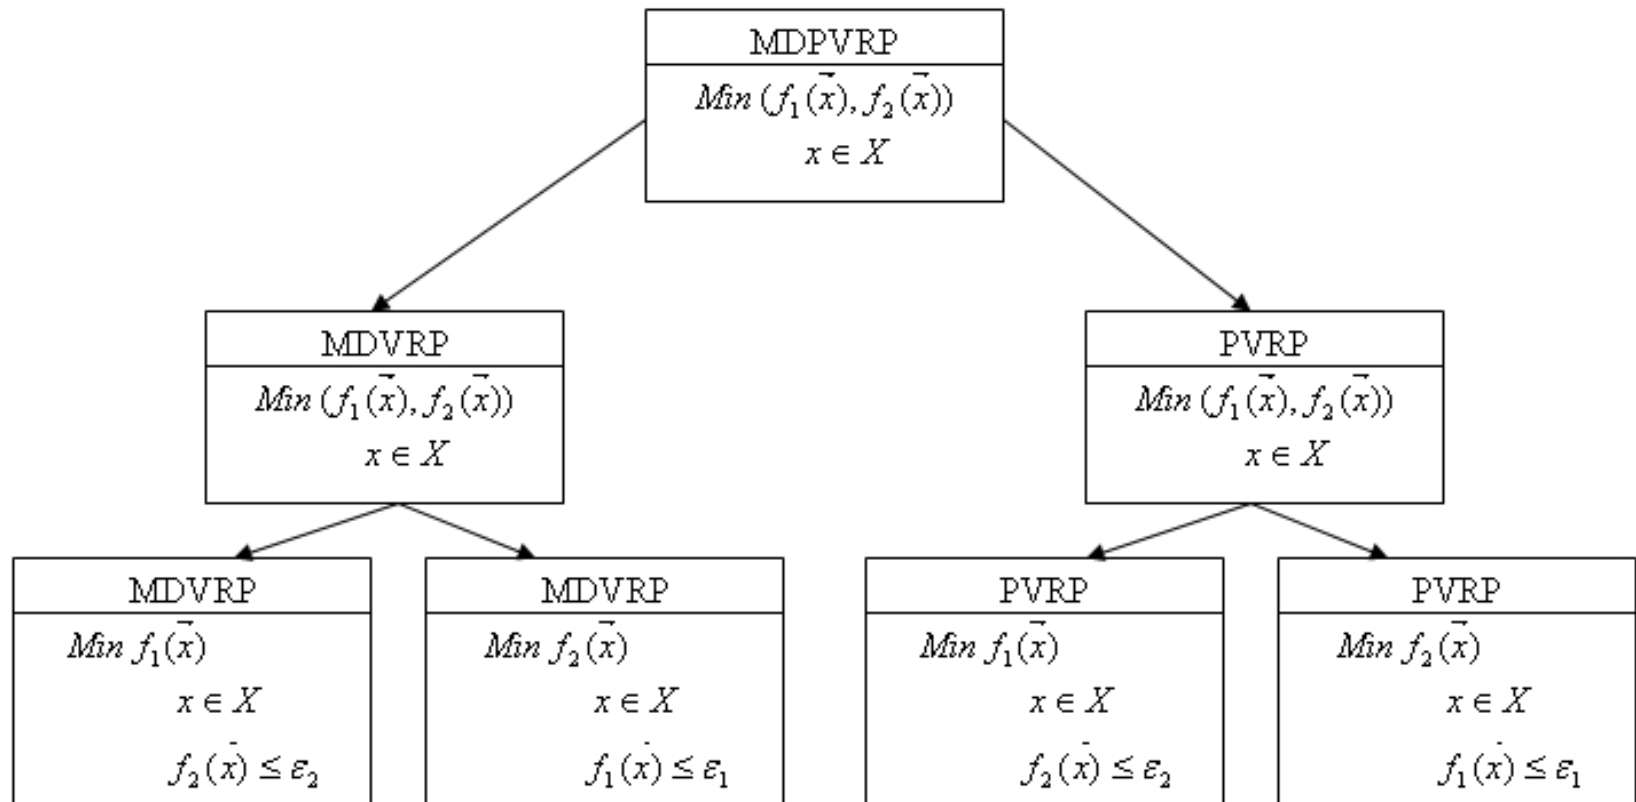 MDPVRP
Min (f₁(x⃗), f₂(x⃗))
x ∈ X
MDVRP
Min (f₁(x⃗), f₂(x⃗))
x ∈ X
PVRP
Min (f₁(x⃗), f₂(x⃗))
x ∈ X
MDVRP
Min f₁(x⃗)
x ∈ X
f₂(x) ≤ ε₂
MDVRP
Min f₂(x⃗)
x ∈ X
f₁(x) ≤ ε₁
PVRP
Min f₁(x⃗)
x ∈ X
f₂(x) ≤ ε₂
PVRP
Min f₂(x⃗)
x ∈ X
f₁(x) ≤ ε₁